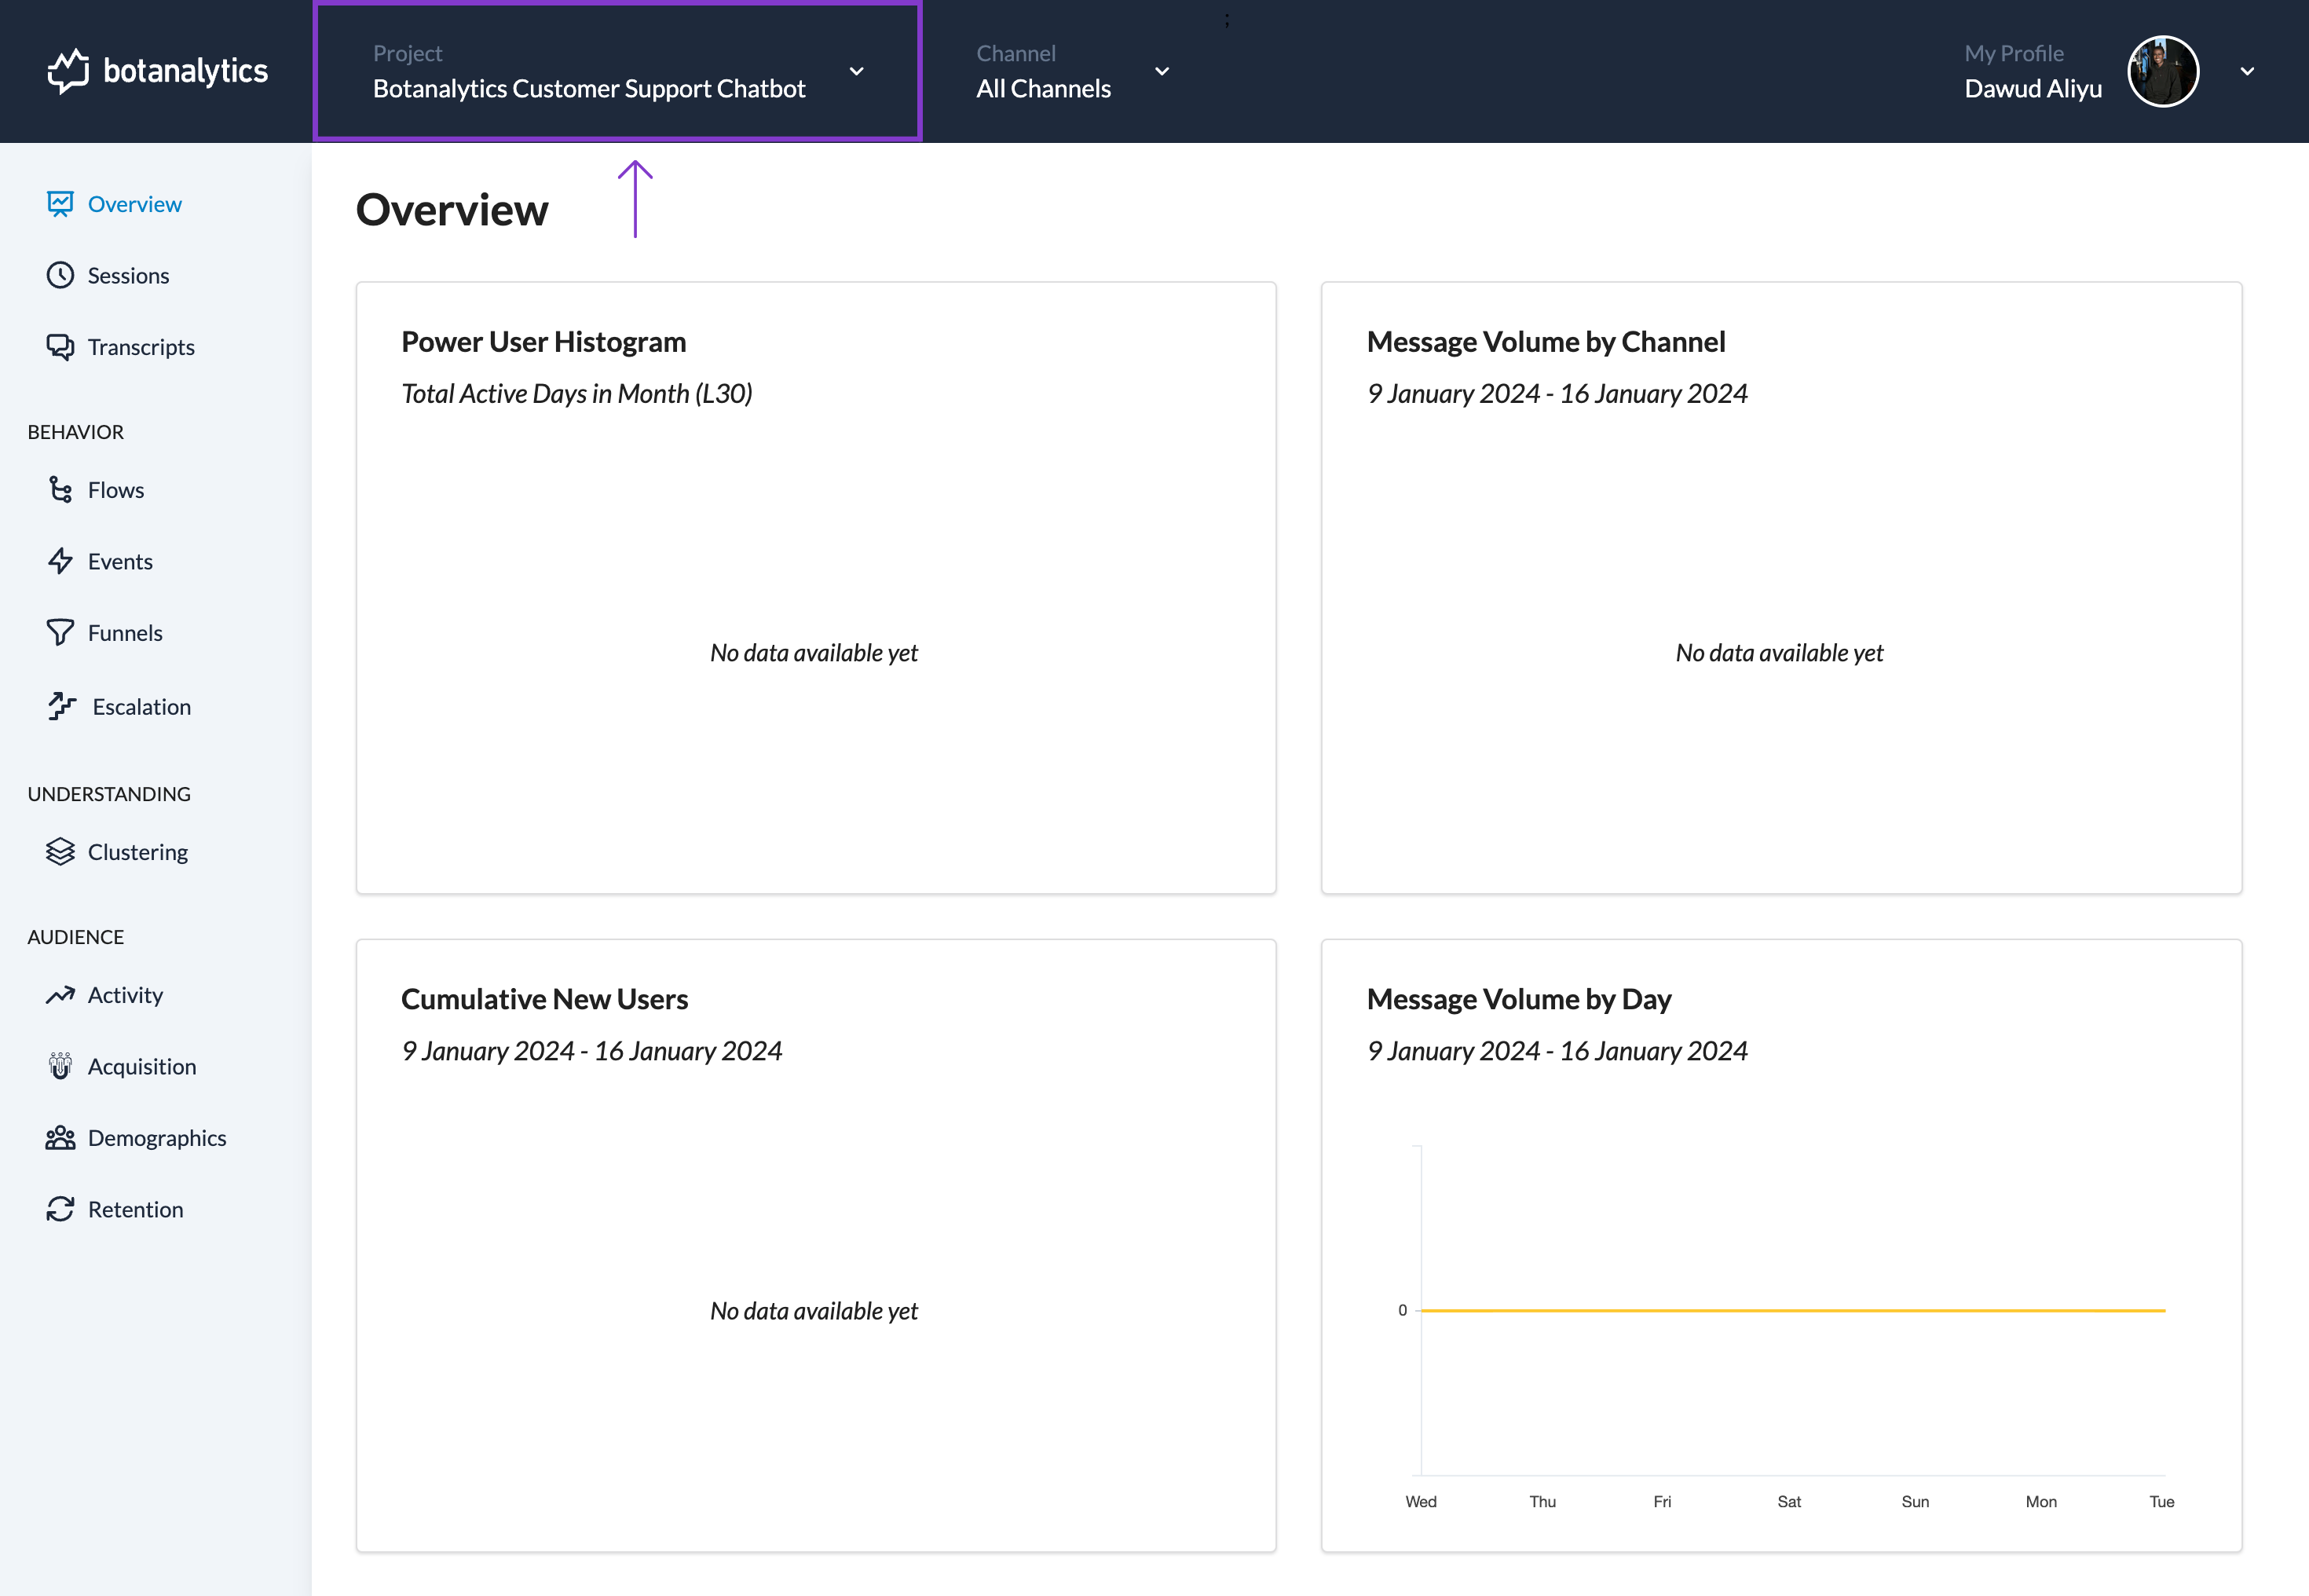 botanalytics
Project
Botanalytics Customer Support Chatbot
Channel
All Channels
;
My Profile
Dawud Aliyu
Overview
Sessions
Transcripts
BEHAVIOR
Flows
Events
Funnels
Escalation
UNDERSTANDING
Clustering
AUDIENCE
Activity
Acquisition
Demographics
Retention
Overview
Power User Histogram
Total Active Days in Month (L30)
No data available yet
Message Volume by Channel
9 January 2024 - 16 January 2024
No data available yet
Cumulative New Users
9 January 2024 - 16 January 2024
No data available yet
Message Volume by Day
9 January 2024 - 16 January 2024
0
Wed Thu Fri Sat Sun Mon Tue